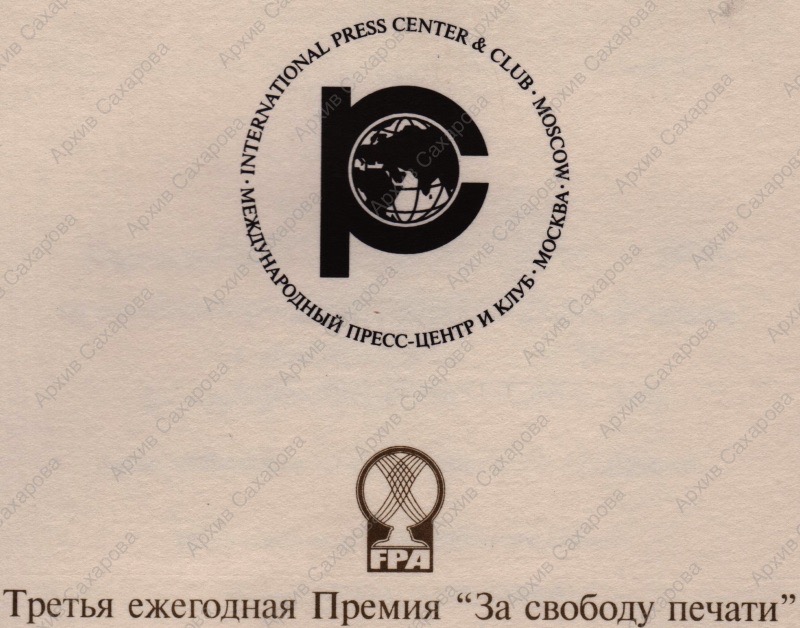 · INTERNATIONAL PRESS CENTER & CLUB · MOSCOW ·
МЕЖДУНАРОДНЫЙ ПРЕСС-ЦЕНТР И КЛУБ · МОСКВА ·
pc
FPA
Третья ежегодная Премия “За свободу печати”
Архив Сахарова